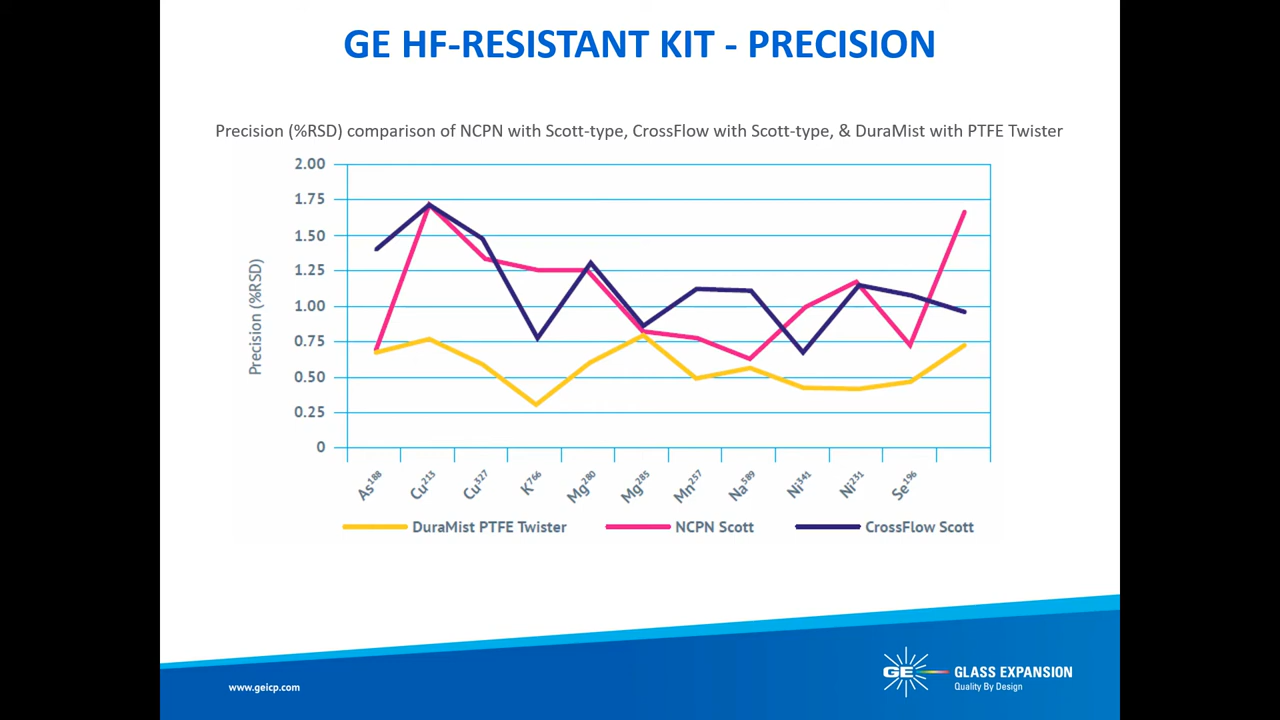 GE HF-RESISTANT KIT - PRECISION
Precision (%RSD) comparison of NCPN with Scott-type, CrossFlow with Scott-type, & DuraMist with PTFE Twister
2.00
1.75
1.50
1.25
1.00
0.75
0.50
0.25
0
Precision (%RSD)
As¹⁸⁸
Cu²¹³
Cu³²⁷
K⁷⁶⁶
Mg²⁸⁰
Mg²⁸⁵
Mn²⁵⁷
Na⁵⁸⁹
Ni³⁴¹
Ni²³¹
Se¹⁹⁶
DuraMist PTFE Twister
NCPN Scott
CrossFlow Scott
www.geicp.com
GE
GLASS EXPANSION
Quality By Design